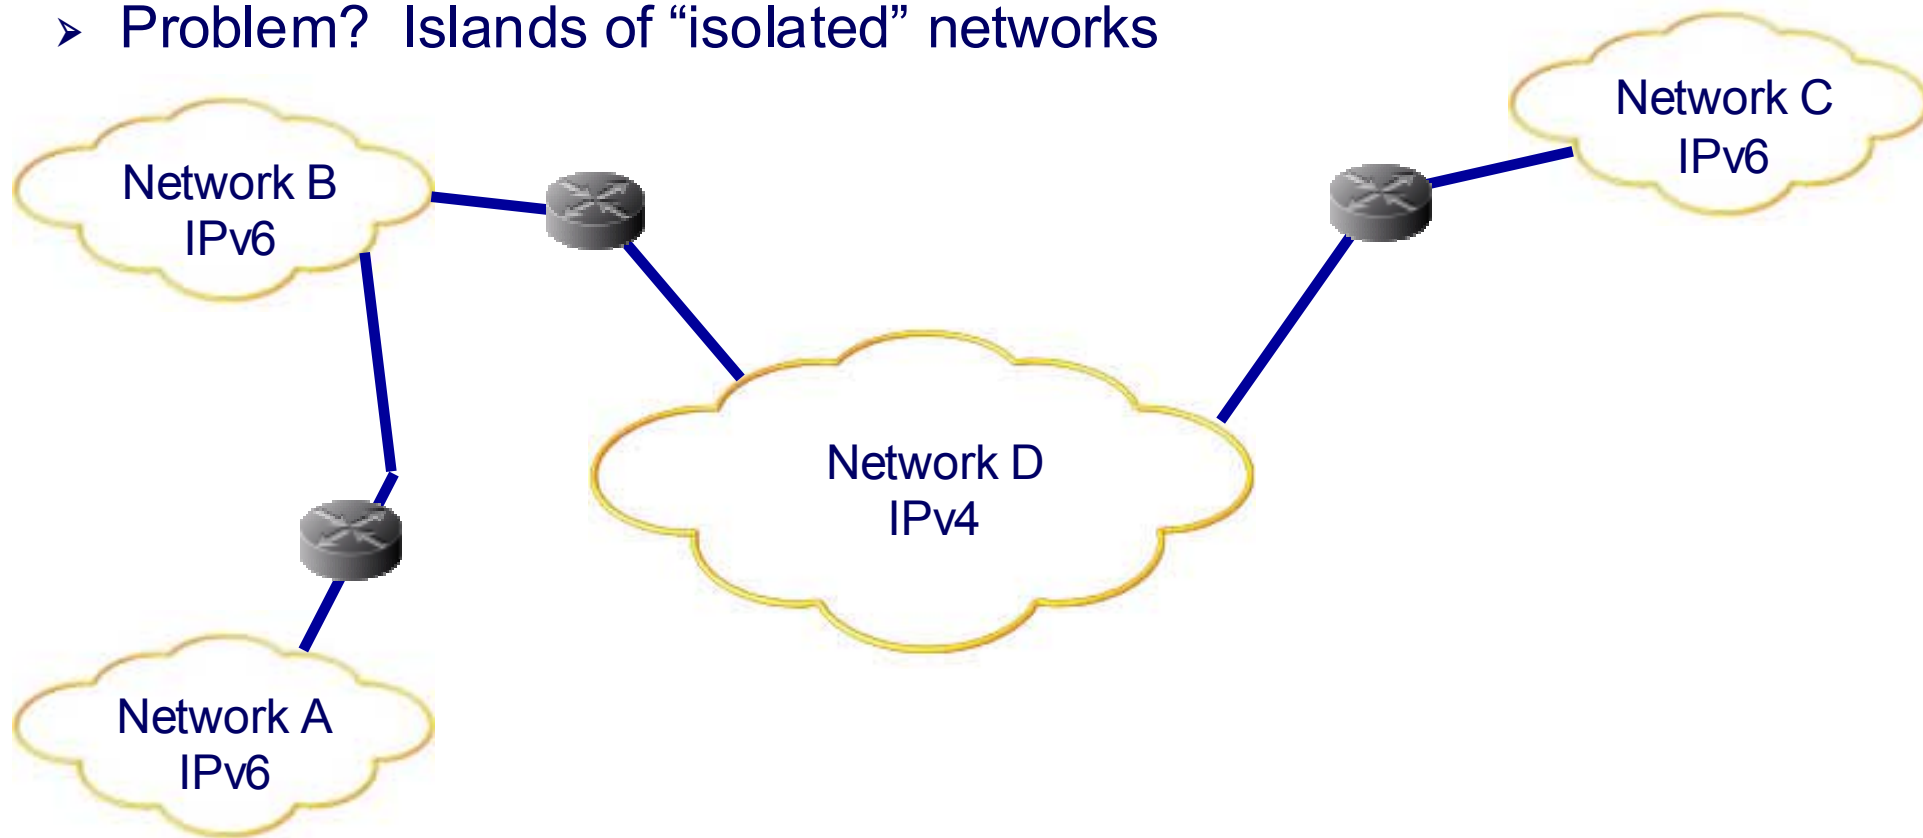 ➢ Problem? Islands of “isolated” networks
Network C
IPv6
Network B
IPv6
Network D
IPv4
Network A
IPv6